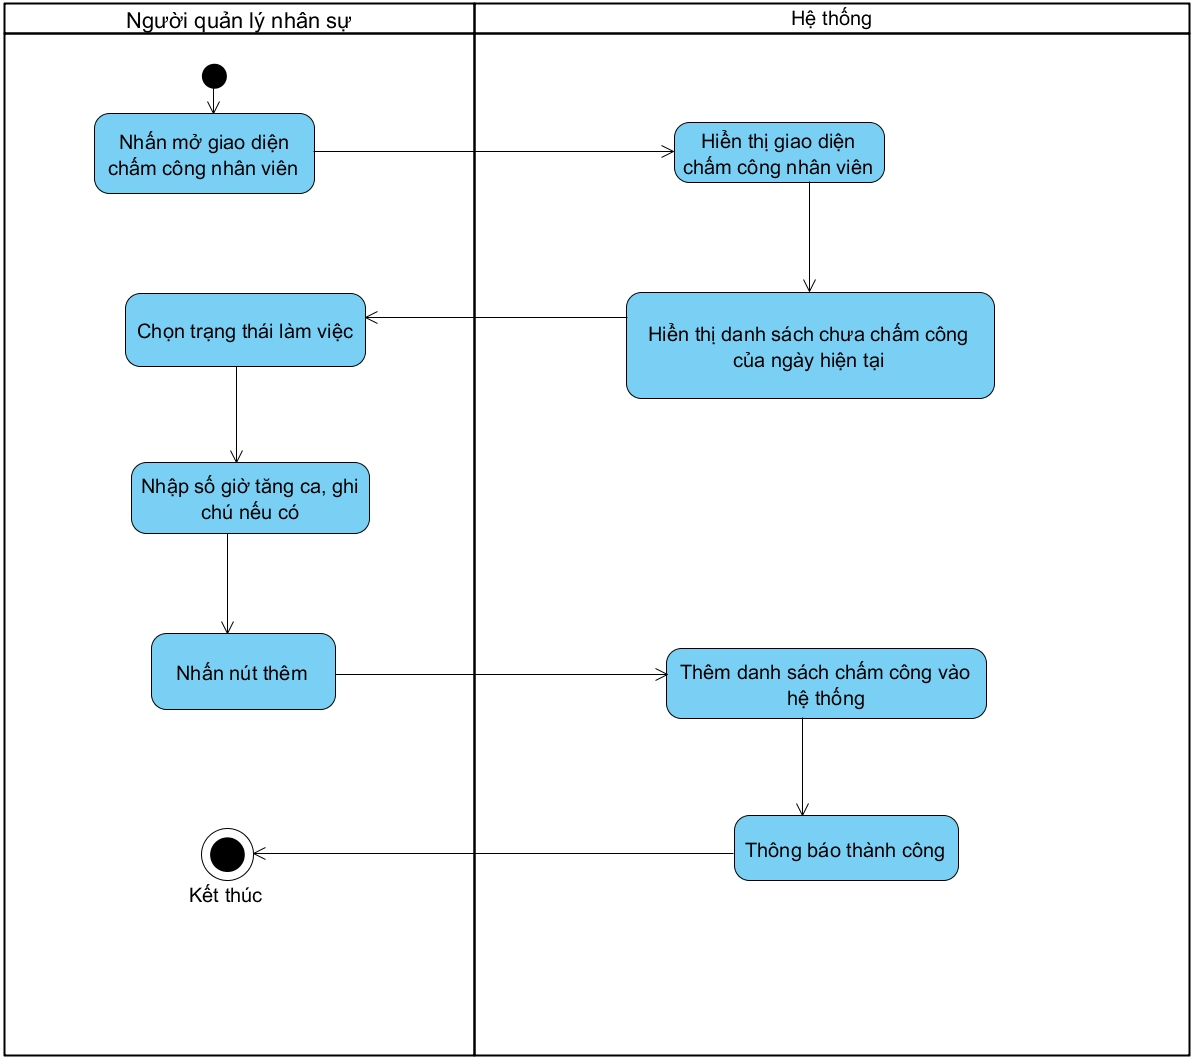 Người quản lý nhân sự
Hệ thống
Nhấn mở giao diện
chấm công nhân viên
Hiển thị giao diện
chấm công nhân viên
Chọn trạng thái làm việc
Hiển thị danh sách chưa chấm công
của ngày hiện tại
Nhập số giờ tăng ca, ghi
chú nếu có
Nhấn nút thêm
Thêm danh sách chấm công vào
hệ thống
Thông báo thành công
Kết thúc